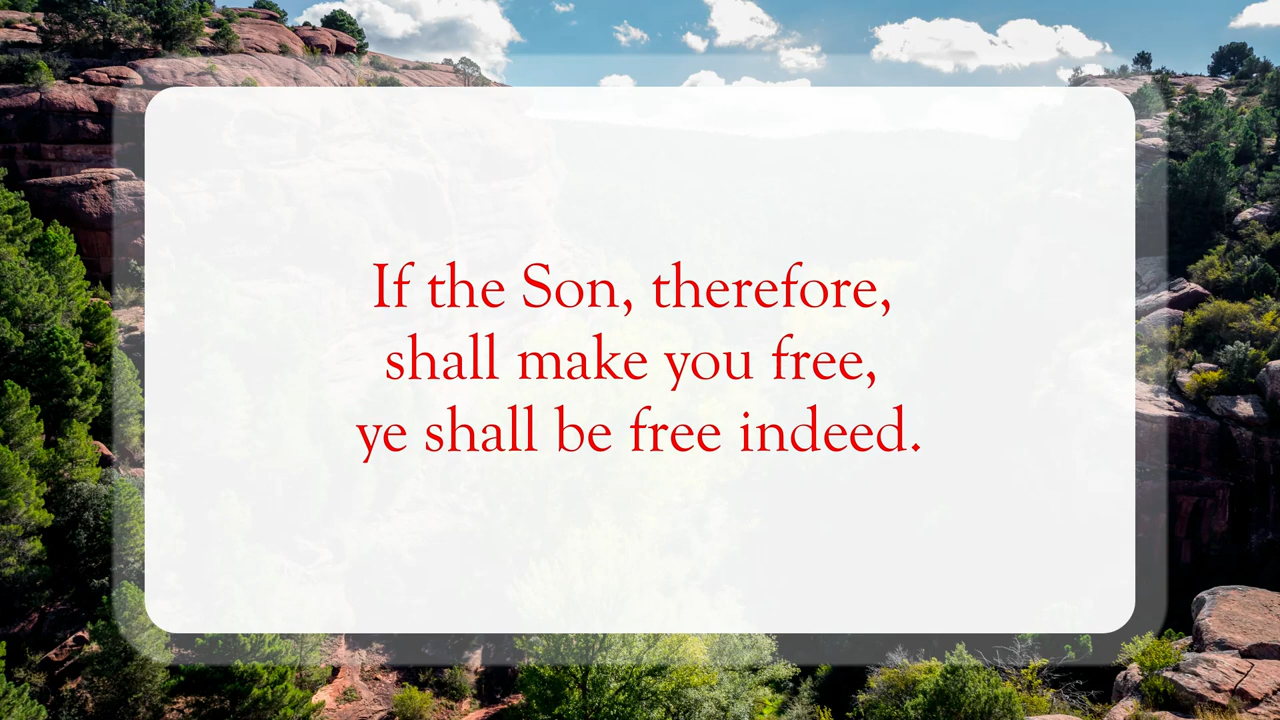 If the Son, therefore,
shall make you free,
ye shall be free indeed.